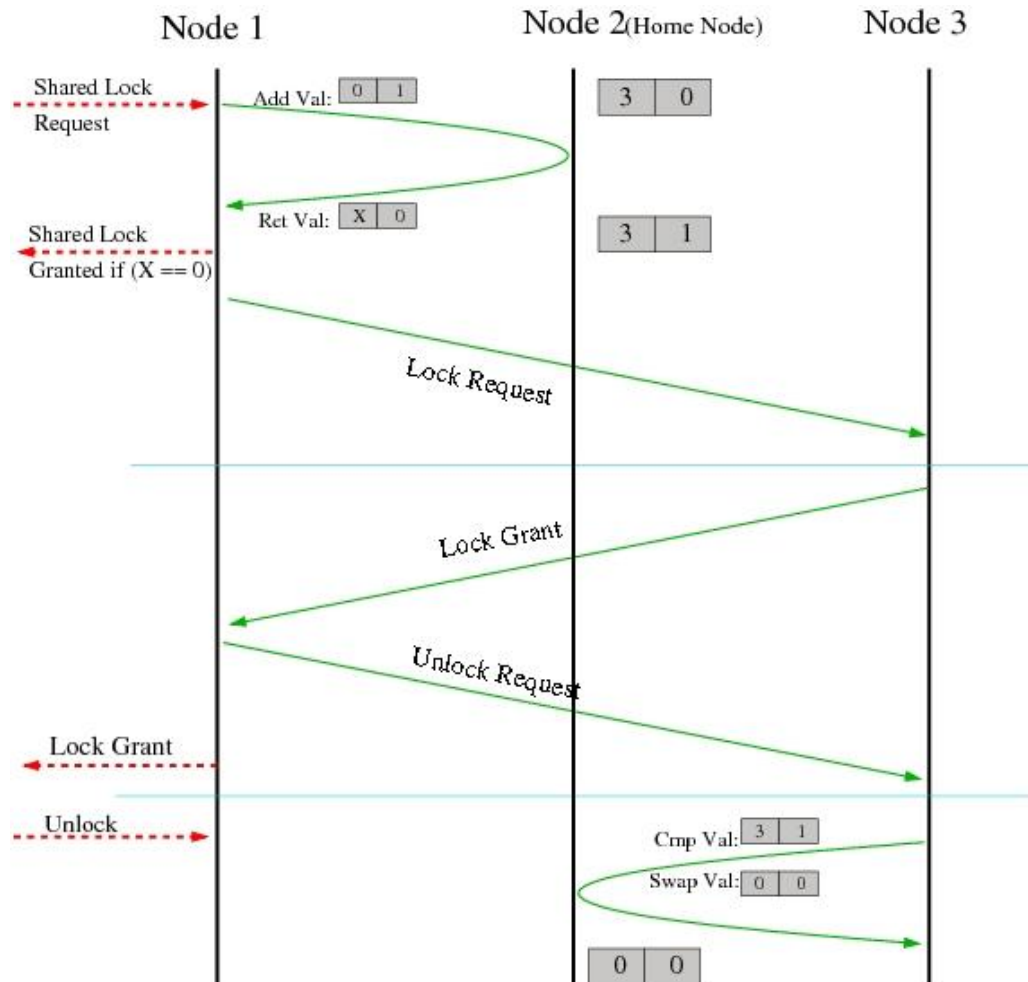 Node 1
Node 2(Home Node)
Node 3
Shared Lock
Request
Add Val: 0 1
3 0
Ret Val: X 0
Shared Lock
Granted if (X == 0)
3 1
Lock Request
Lock Grant
Unlock Request
Lock Grant
Unlock
Cmp Val: 3 1
Swap Val: 0 0
0 0